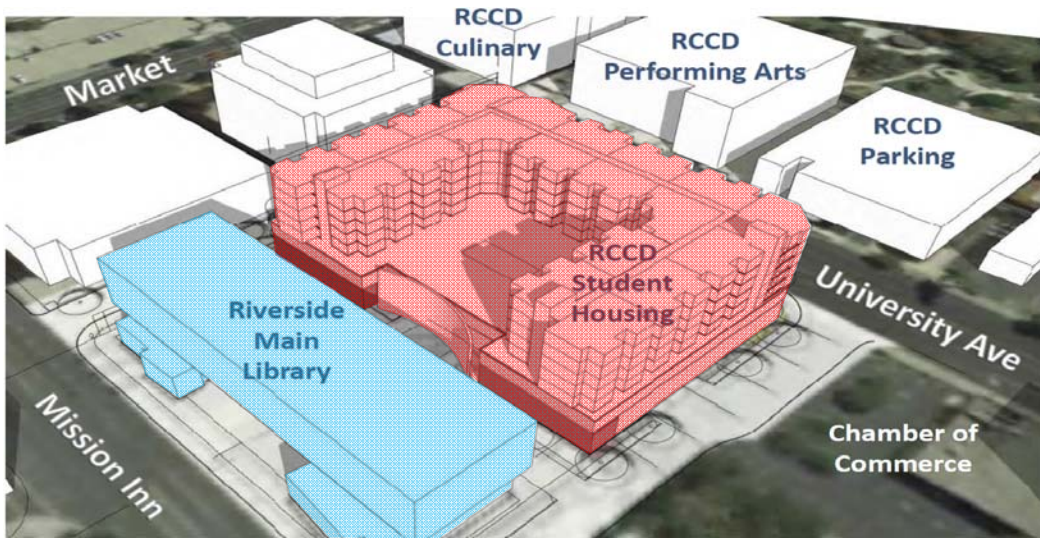 RCCD
Culinary
RCCD
Performing Arts
Market
RCCD
Parking
RCCD
Student
Housing
Riverside
Main
Library
University Ave
Mission Inn
Chamber of
Commerce